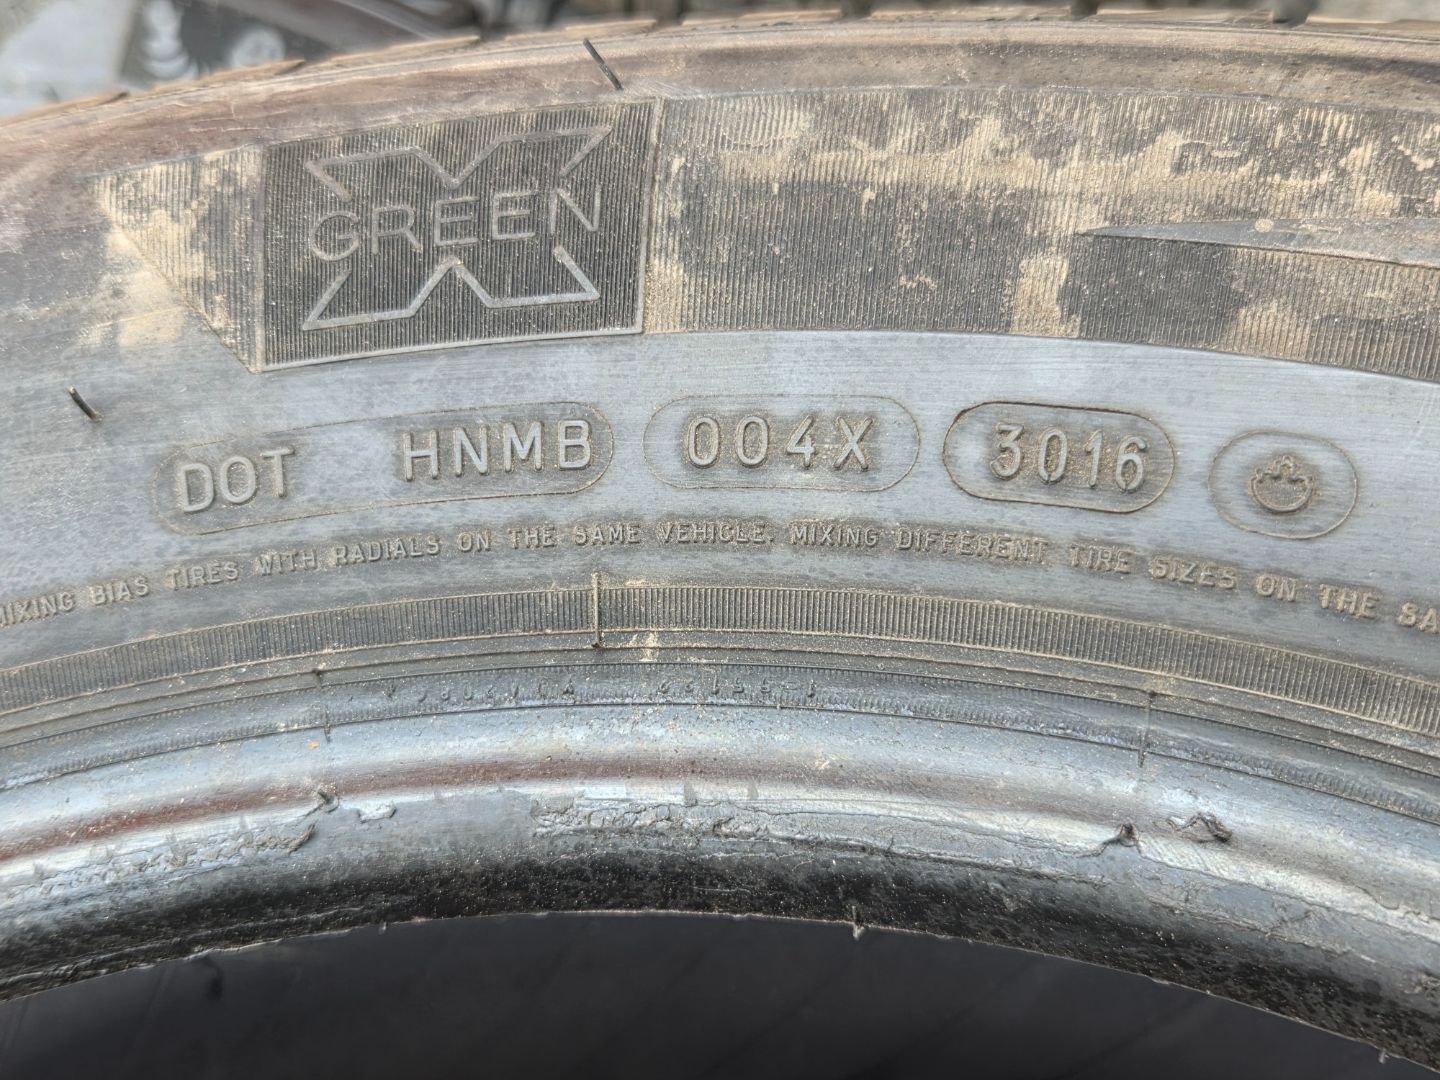 GREEN X
DOT HNMB 004X 3016
MIXING BIAS TIRES WITH RADIALS ON THE SAME VEHICLE. MIXING DIFFERENT TIRE SIZES ON THE SA